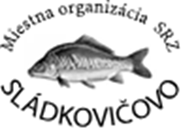 Miestna organizácia SRZ
SLÁDKOVIČOVO